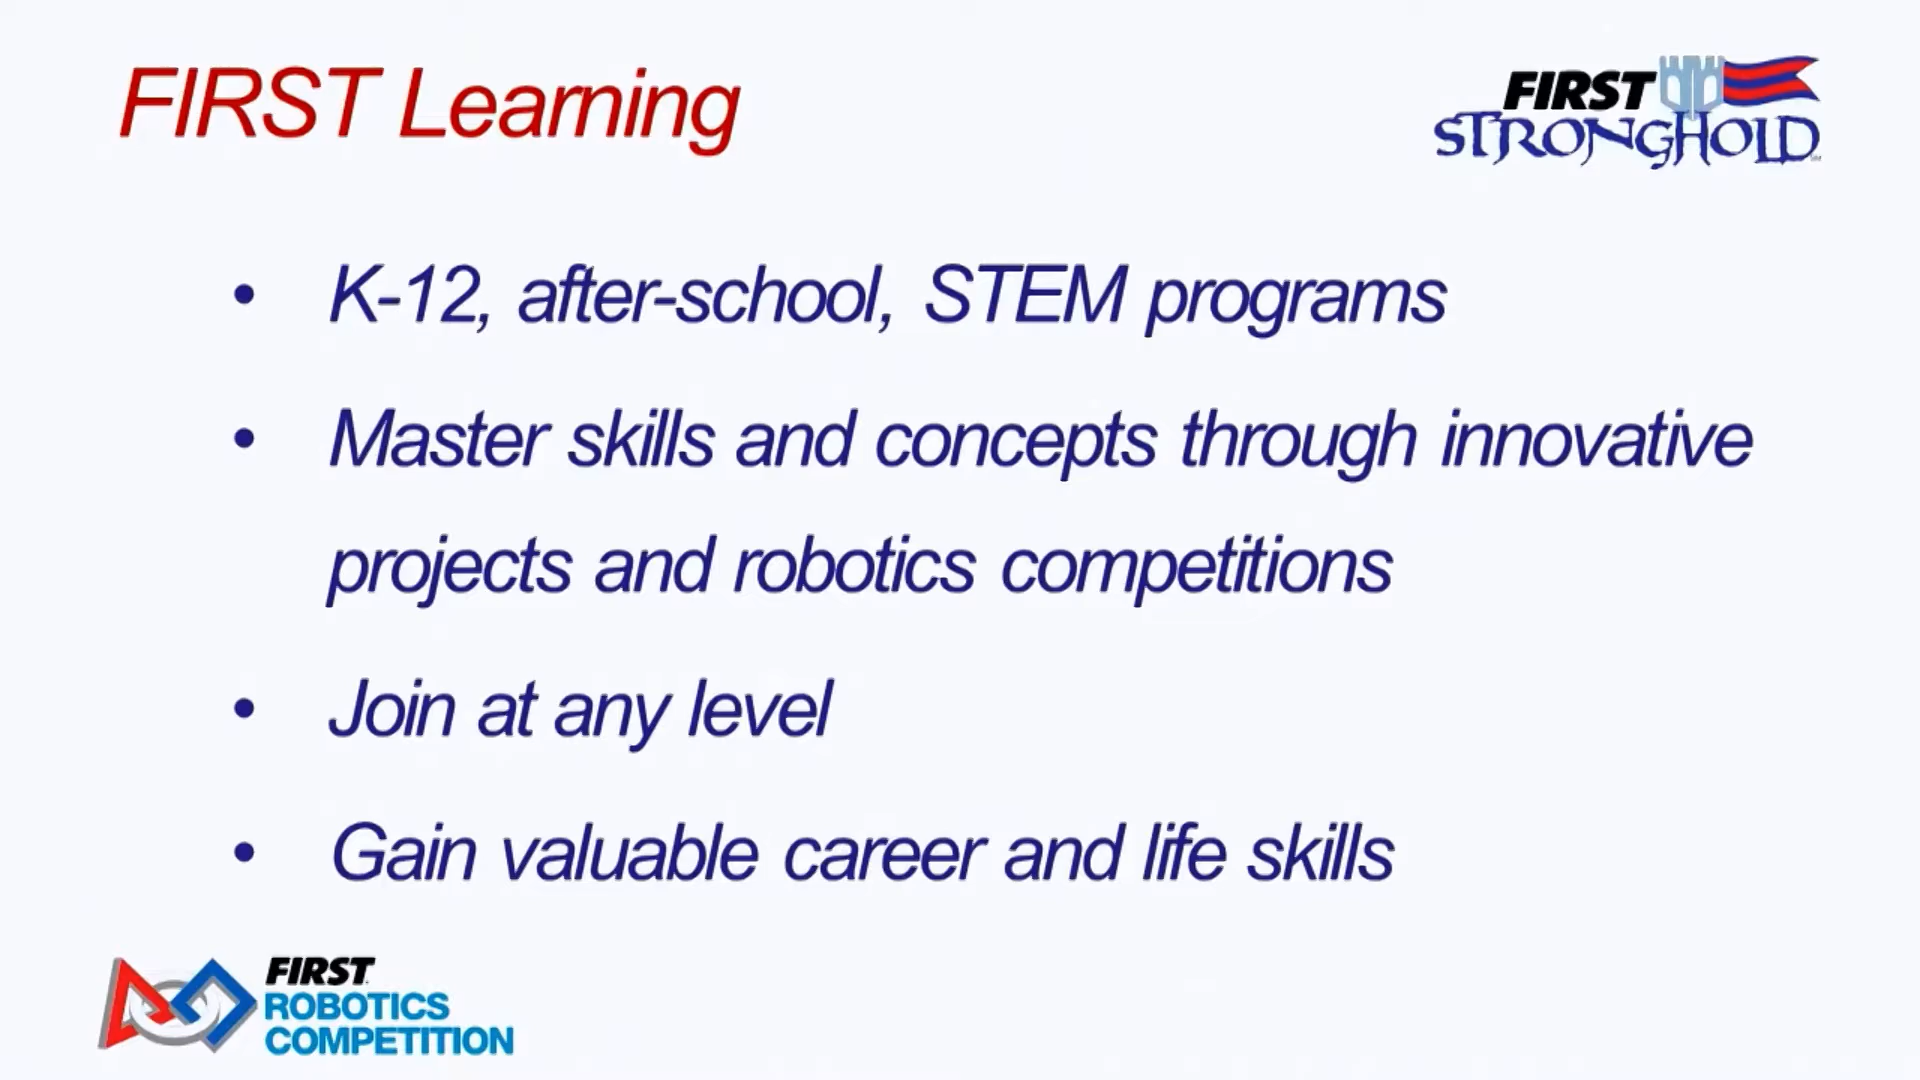 FIRST Learning
FIRST
STRONGHOLD
• K-12, after-school, STEM programs
• Master skills and concepts through innovative
projects and robotics competitions
• Join at any level
• Gain valuable career and life skills
FIRST
ROBOTICS
COMPETITION